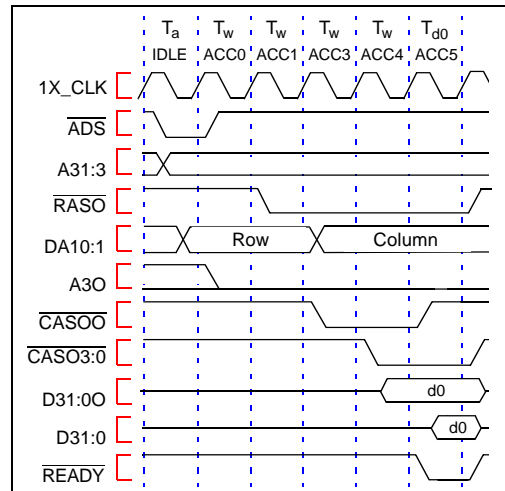 Ta Tw Tw Tw Tw Td0
IDLE ACC0 ACC1 ACC3 ACC4 ACC5
1X_CLK
ADS
A31:3
RASO
DA10:1 Row Column
A3O
CASOO
CASO3:0
D31:0O d0
D31:0 d0
READY